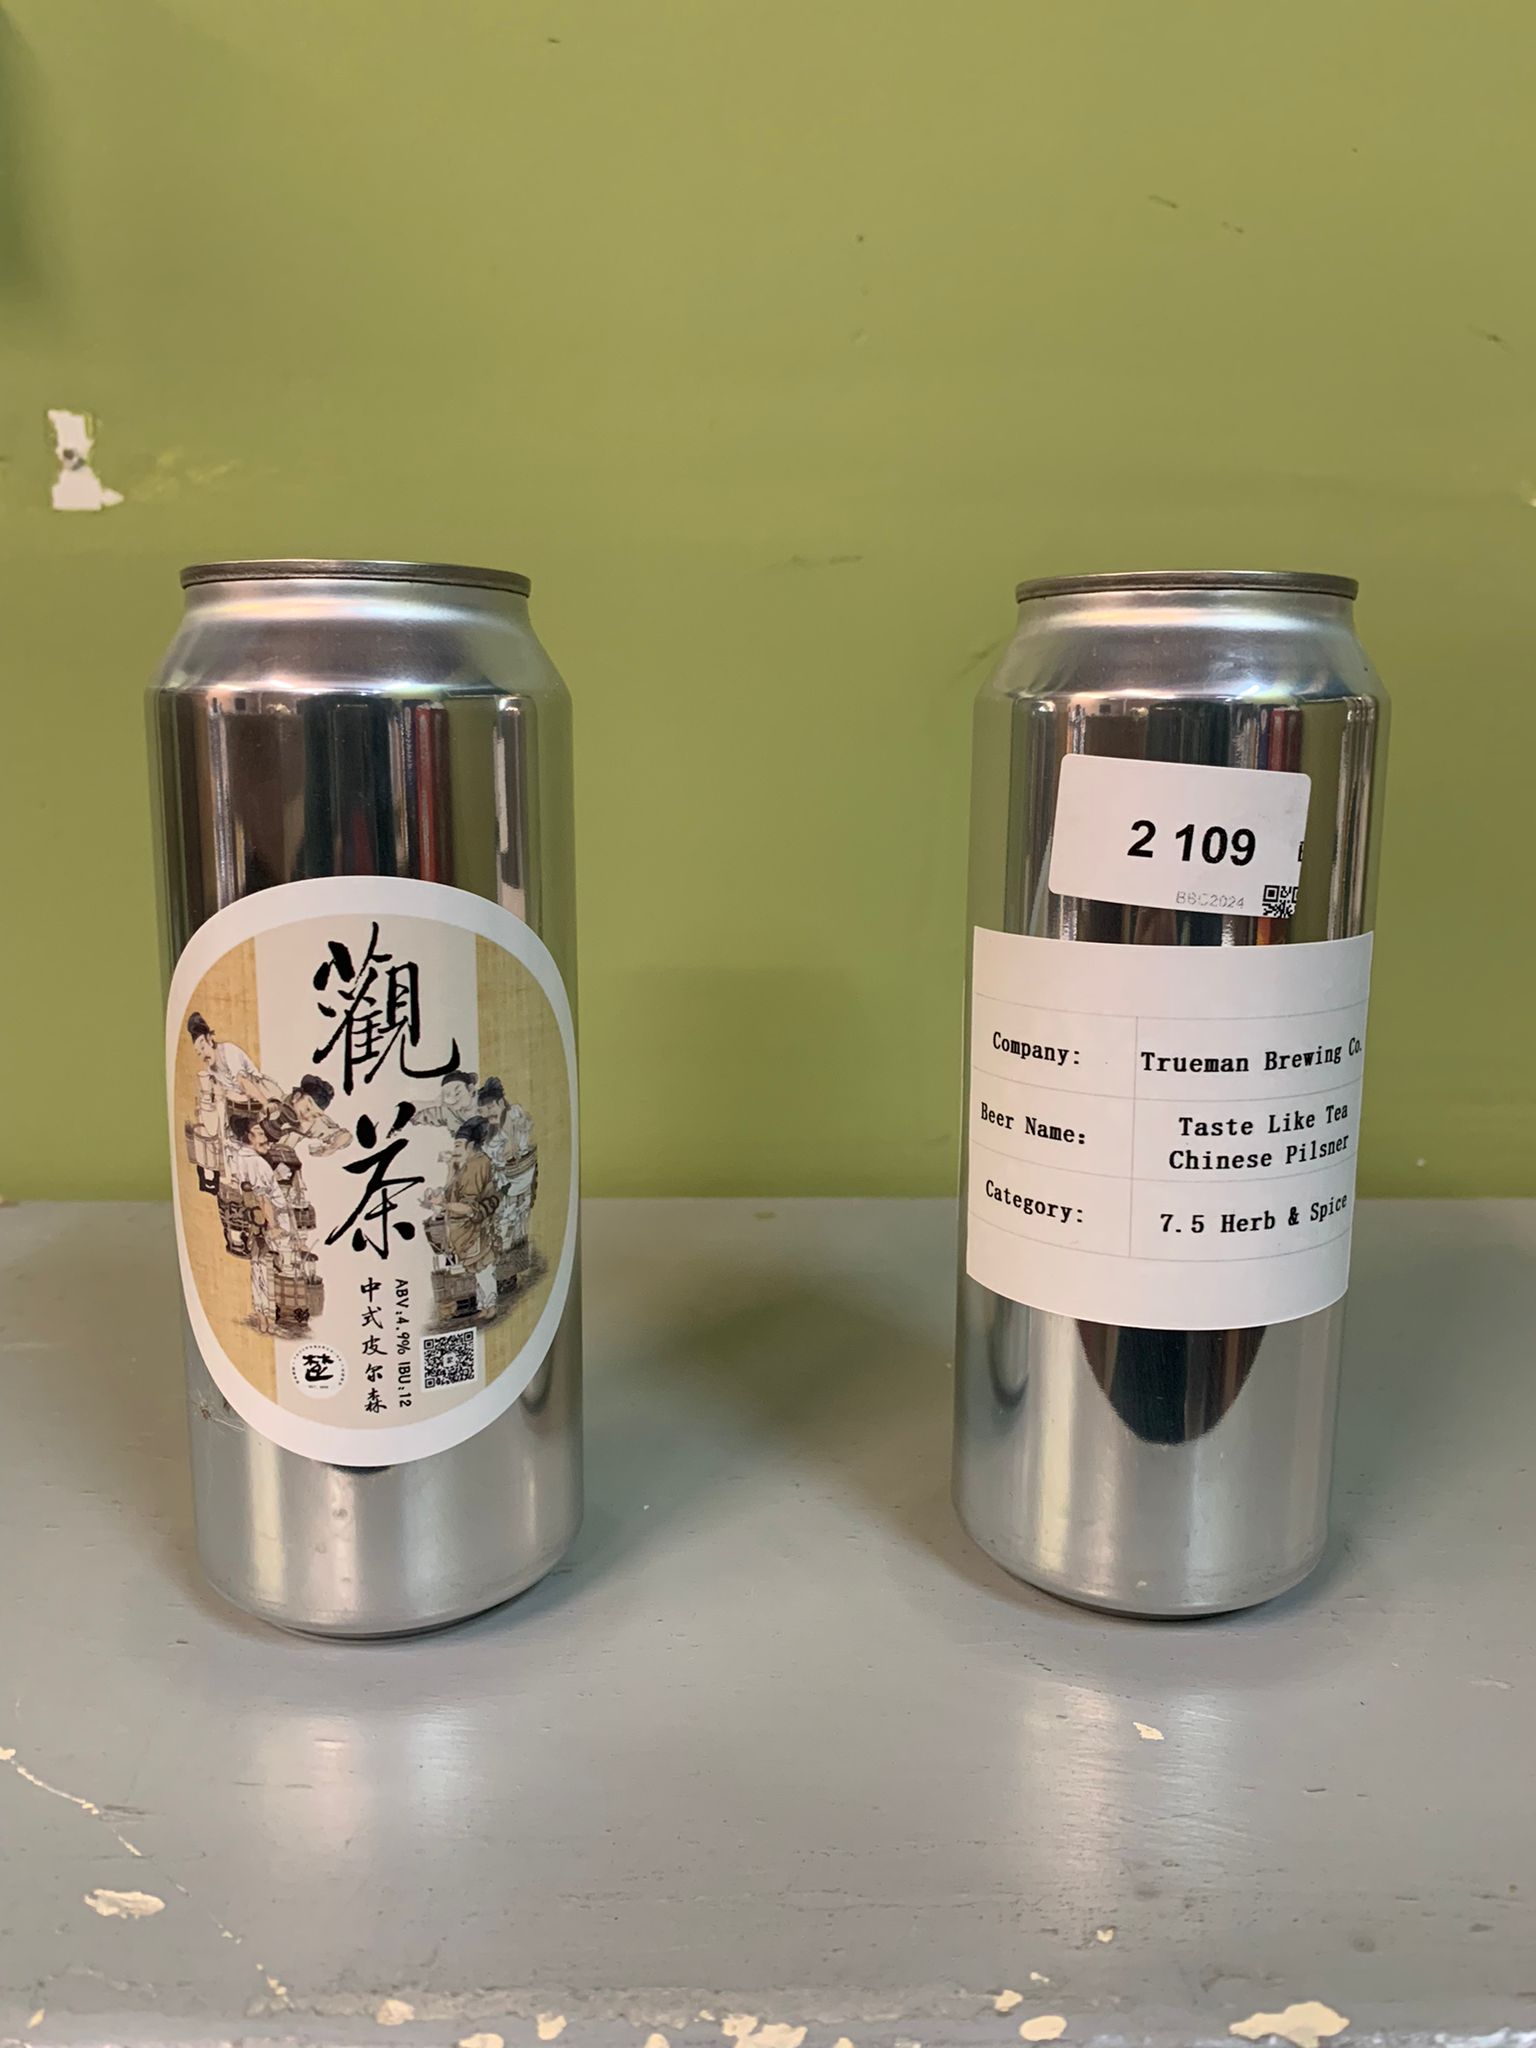 觀茶
中式皮尔森
ABV:4.9% IBU:12
2 109
BBC2024
Company:
Trueman Brewing Co.
Beer Name:
Taste Like Tea
Chinese Pilsner
Category:
7.5 Herb & Spice